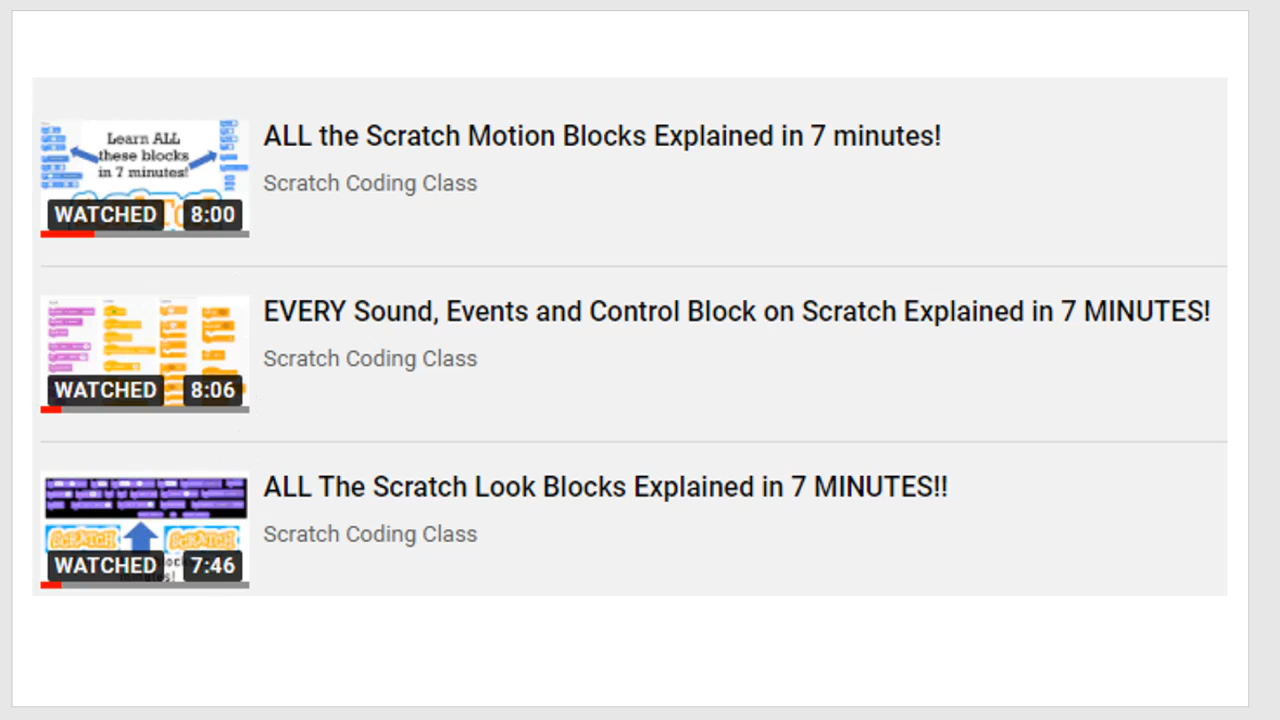 Learn ALL
these blocks
in 7 minutes!
WATCHED 8:00
ALL the Scratch Motion Blocks Explained in 7 minutes!
Scratch Coding Class
WATCHED 8:06
EVERY Sound, Events and Control Block on Scratch Explained in 7 MINUTES!
Scratch Coding Class
SCRATCH SCRATCH
WATCHED 7:46
ALL The Scratch Look Blocks Explained in 7 MINUTES!!
Scratch Coding Class